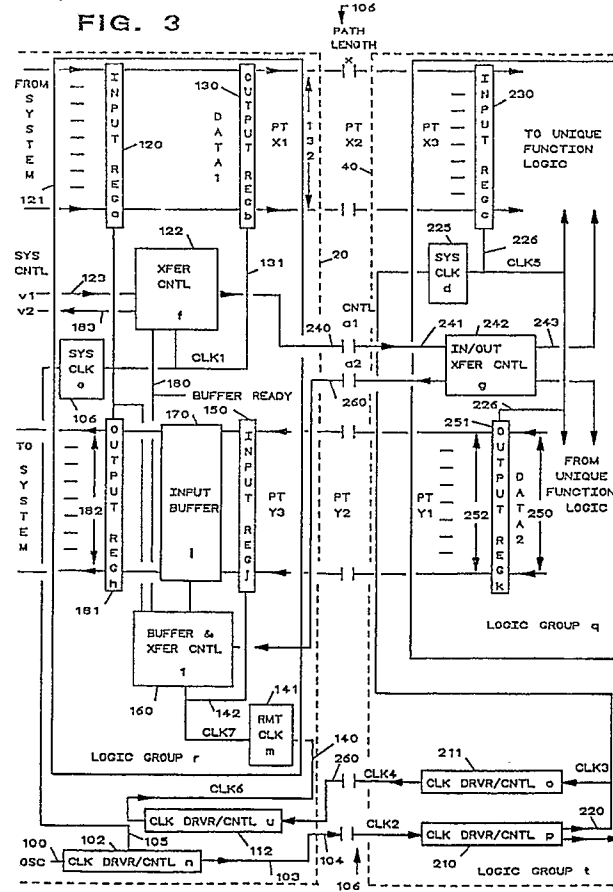 FIG. 3
106
PATH
LENGTH
x
FROM
SYSTEM
121
INPUT REG a
120
130
OUTPUT REG b
DATA1
132
PT
X1
PT
X2
40
PT
X3
INPUT REG c
230
TO UNIQUE
FUNCTION
LOGIC
225
226
SYS
CLK
d
CLK5
SYS
CNTL
v1
v2
123
183
122
XFER
CNTL
f
131
20
CNTL
a1
a2
240
241
242
243
IN/OUT
XFER CNTL
g
SYS
CLK
a
106
CLK1
180
BUFFER READY
260
226
251
TO
SYSTEM
182
OUTPUT REG h
181
170
INPUT
BUFFER
i
150
INPUT REG j
PT
Y3
PT
Y2
PT
Y1
252
OUTPUT REG k
DATA2
250
FROM
UNIQUE
FUNCTION
LOGIC
BUFFER &
XFER CNTL
160
142
141
RMT
CLK
m
CLK7
140
LOGIC GROUP q
LOGIC GROUP r
CLK6
260
CLK4
211
CLK DRVR/CNTL o
CLK3
CLK DRVR/CNTL u
112
100
102
105
OSC
CLK DRVR/CNTL n
103
104
CLK2
106
CLK DRVR/CNTL p
210
220
LOGIC GROUP t